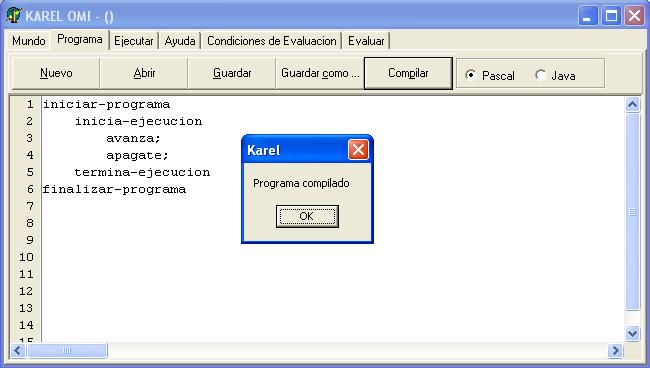 KAREL OMI - ()
Mundo Programa Ejecutar Ayuda Condiciones de Evaluacion Evaluar
Nuevo Abrir Guardar Guardar como ... Compilar Pascal Java
1 iniciar-programa
2 inicia-ejecucion
3 avanza;
4 apagate;
5 termina-ejecucion
6 finalizar-programa
7
8
9
10
11
12
13
14
15
Karel
Programa compilado
OK